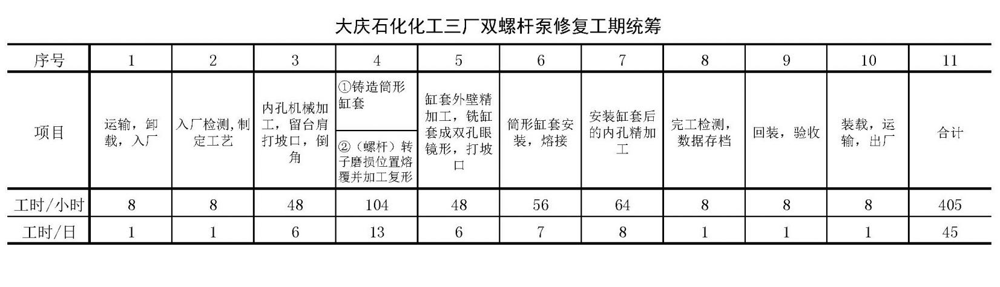 大庆石化化工三厂双螺杆泵修复工期统筹
序号 1 2 3 4 5 6 7 8 9 10 11
项目
运输，卸
载，入厂
入厂检测,制
定工艺
内孔机械加
工，留台肩
打坡口，倒
角
①铸造筒形
缸套
②（螺杆）转
子磨损位置熔
覆并加工复形
缸套外壁精
加工，铣缸
套成双孔眼
镜形，打坡
口
筒形缸套安
装，熔接
安装缸套后
的内孔精加
工
完工检测，
数据存档
回装，验收
装载，运
输，出厂
合计
工时/小时 8 8 48 104 48 56 64 8 8 8 405
工时/日 1 1 6 13 6 7 8 1 1 1 45